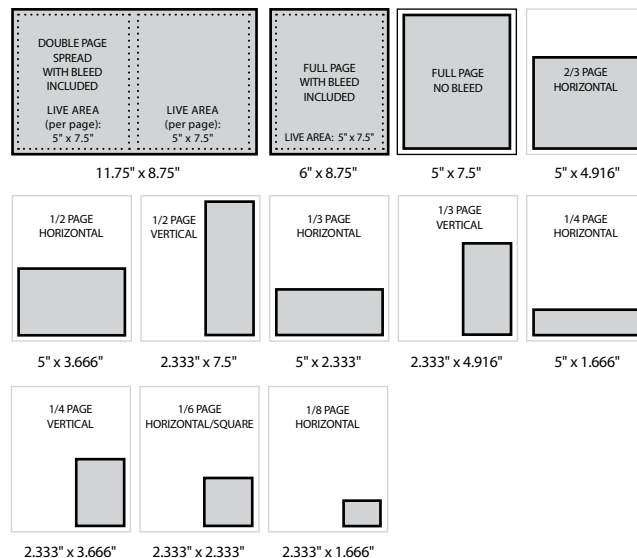 DOUBLE PAGE
SPREAD
WITH BLEED
INCLUDED
LIVE AREA
(per page):
5" x 7.5"
LIVE AREA
(per page):
5" x 7.5"
11.75" x 8.75"
FULL PAGE
WITH BLEED
INCLUDED
LIVE AREA: 5" x 7.5"
6" x 8.75"
FULL PAGE
NO BLEED
5" x 7.5"
2/3 PAGE
HORIZONTAL
5" x 4.916"
1/2 PAGE
HORIZONTAL
5" x 3.666"
1/2 PAGE
VERTICAL
2.333" x 7.5"
1/3 PAGE
HORIZONTAL
5" x 2.333"
1/3 PAGE
VERTICAL
2.333" x 4.916"
1/4 PAGE
HORIZONTAL
5" x 1.666"
1/4 PAGE
VERTICAL
2.333" x 3.666"
1/6 PAGE
HORIZONTAL/SQUARE
2.333" x 2.333"
1/8 PAGE
HORIZONTAL
2.333" x 1.666"